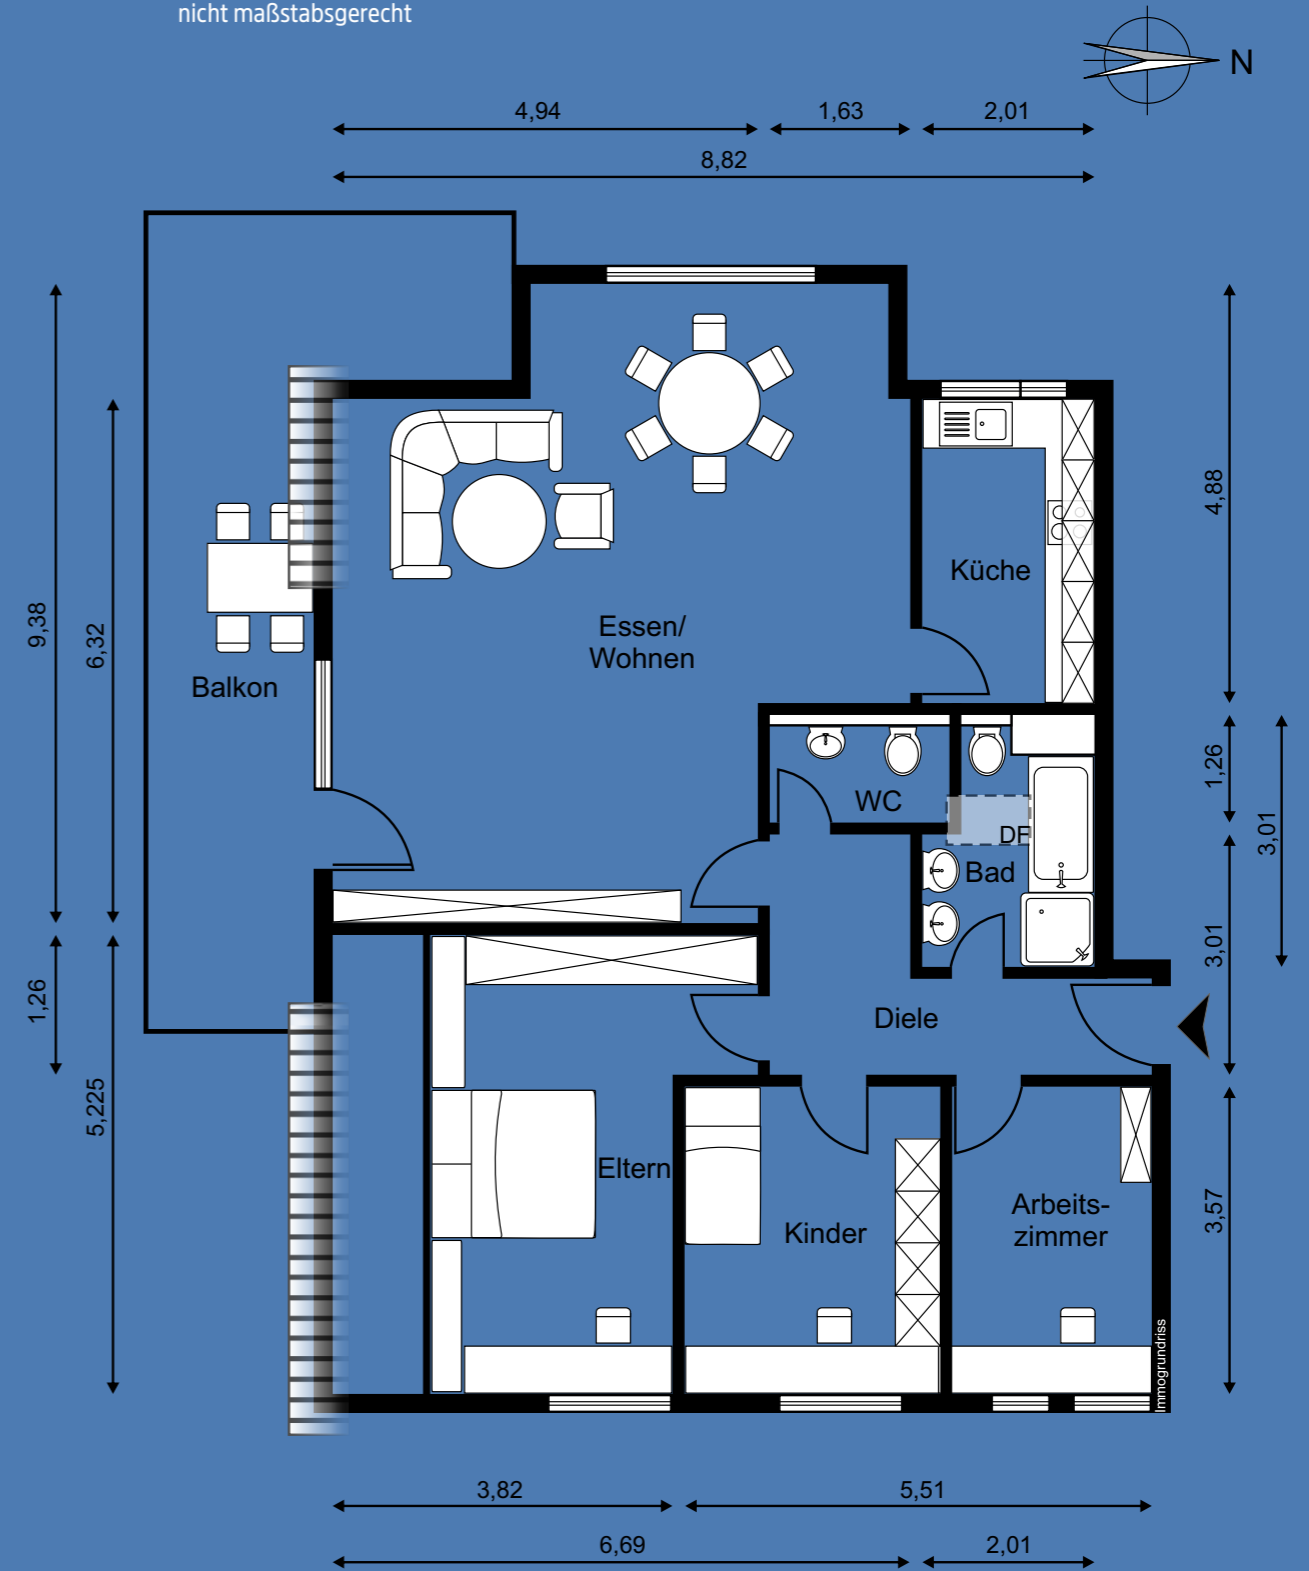 nicht maßstabsgerecht
N
4,94
1,63
2,01
8,82
9,38
6,32
4,88
Küche
Essen/
Wohnen
Balkon
1,26
WC
DF
3,01
Bad
3,01
1,26
Diele
5,225
Eltern
Kinder
Arbeits-
zimmer
3,57
Immogrundriss
3,82
5,51
6,69
2,01